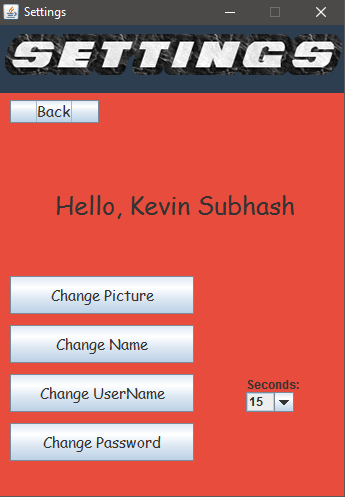 Settings
SETTINGS
Back
Hello, Kevin Subhash
Change Picture
Change Name
Change UserName
Seconds:
15
Change Password